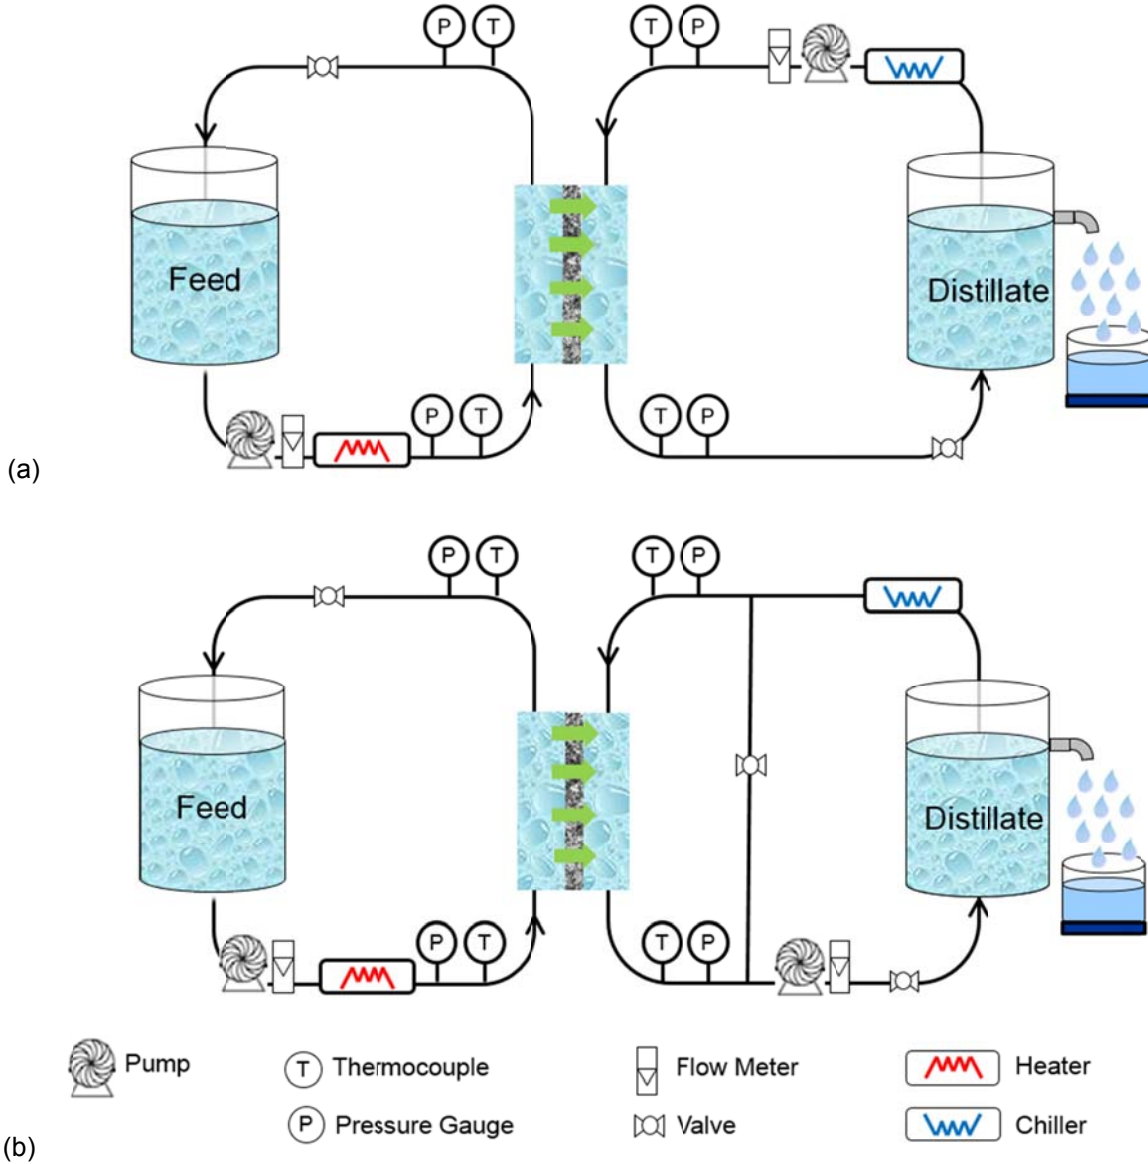 P T T P
Feed
Distillate
P T T P
(a)
P T T P
Feed
Distillate
P T T P
Pump
T Thermocouple
Flow Meter
Heater
P Pressure Gauge
Valve
Chiller
(b)